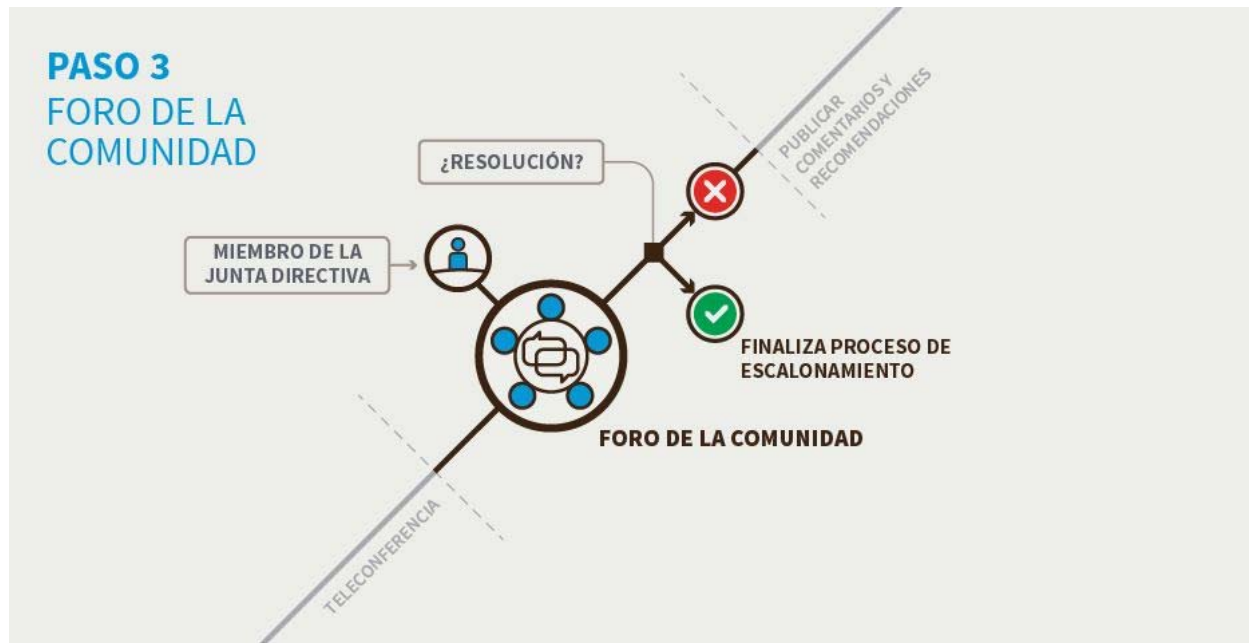 PASO 3
FORO DE LA
COMUNIDAD
¿RESOLUCIÓN?
PUBLICAR
COMENTARIOS Y
RECOMENDACIONES
MIEMBRO DE LA
JUNTA DIRECTIVA
FINALIZA PROCESO DE
ESCALONAMIENTO
FORO DE LA COMUNIDAD
TELECONFERENCIA